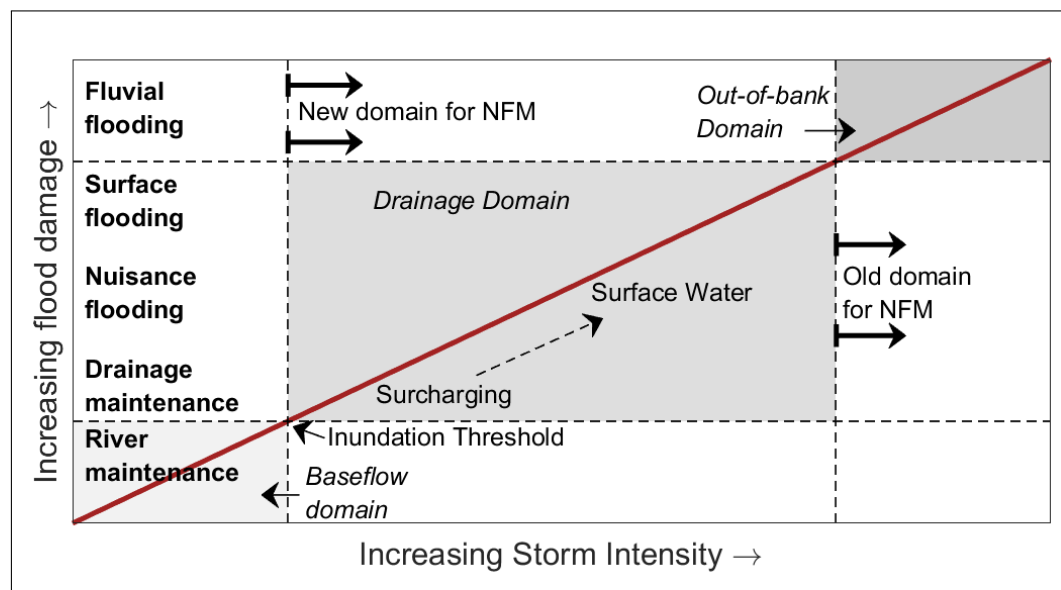 Increasing flood damage →
Fluvial
flooding
Surface
flooding
Nuisance
flooding
Drainage
maintenance
River
maintenance
New domain for NFM
Out-of-bank
Domain
Drainage Domain
Surface Water
Surcharging
Old domain
for NFM
Inundation Threshold
Baseflow
domain
Increasing Storm Intensity →